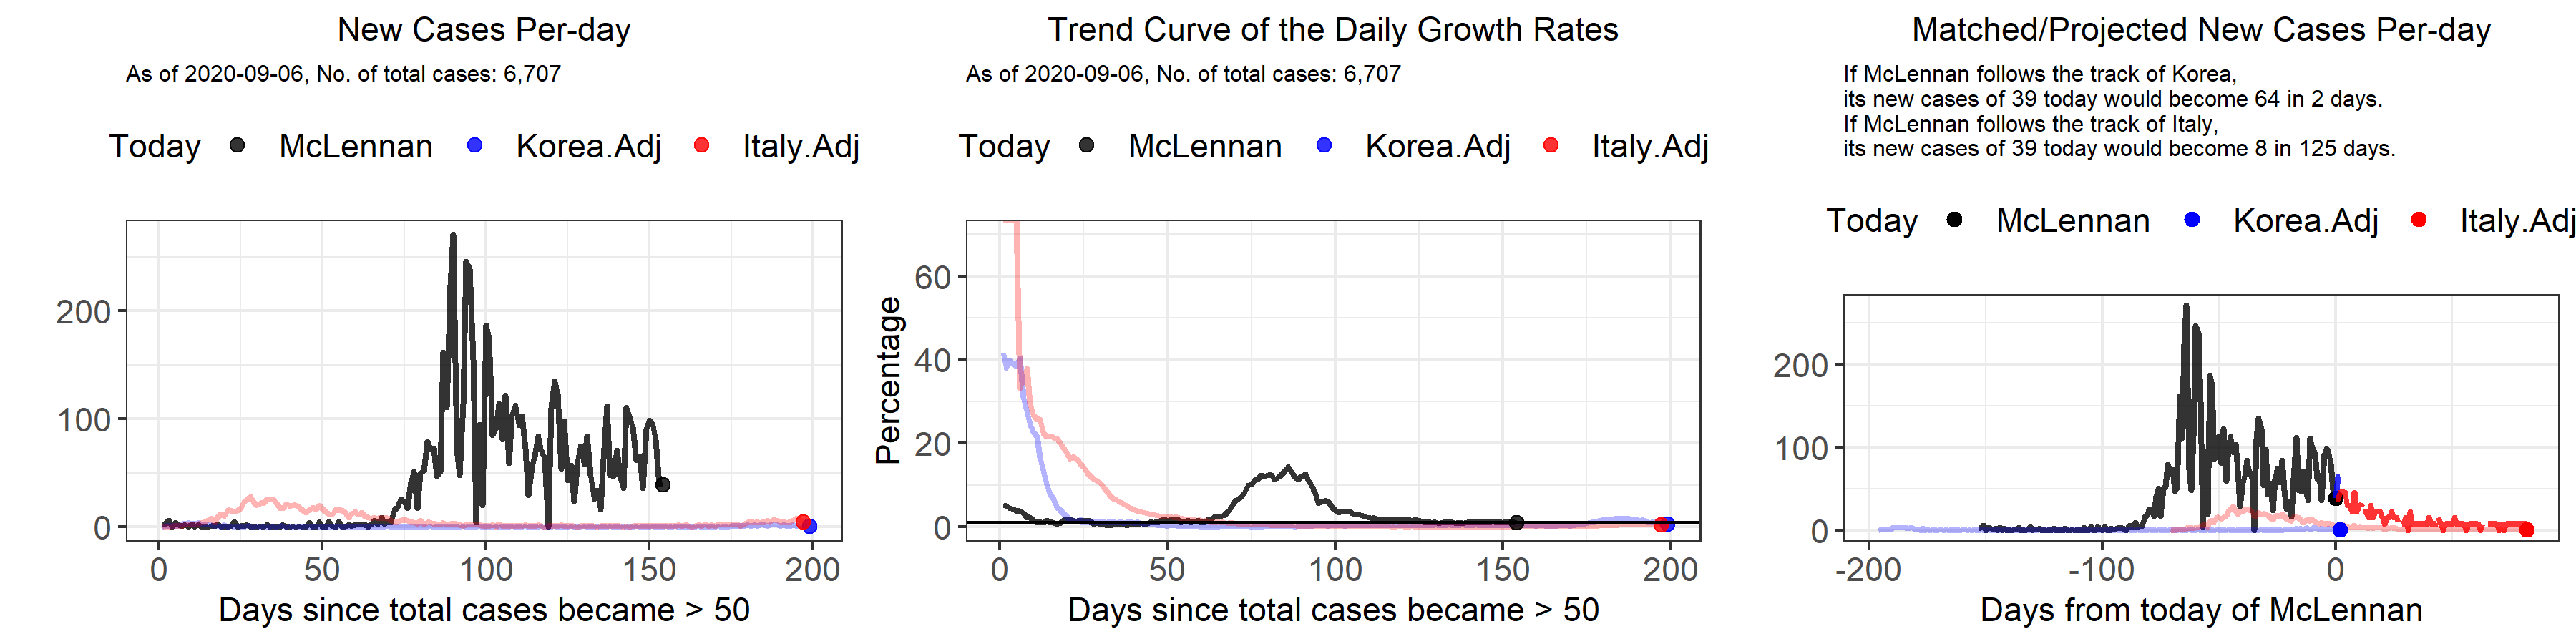 New Cases Per-day
As of 2020-09-06, No. of total cases: 6,707
Today McLennan Korea.Adj Italy.Adj
200
100
0
0 50 100 150 200
Days since total cases became > 50
Trend Curve of the Daily Growth Rates
As of 2020-09-06, No. of total cases: 6,707
Today McLennan Korea.Adj Italy.Adj
Percentage
60
40
20
0
0 50 100 150 200
Days since total cases became > 50
Matched/Projected New Cases Per-day
If McLennan follows the track of Korea,
its new cases of 39 today would become 64 in 2 days.
If McLennan follows the track of Italy,
its new cases of 39 today would become 8 in 125 days.
Today McLennan Korea.Adj Italy.Adj
200
100
0
-200 -100 0
Days from today of McLennan